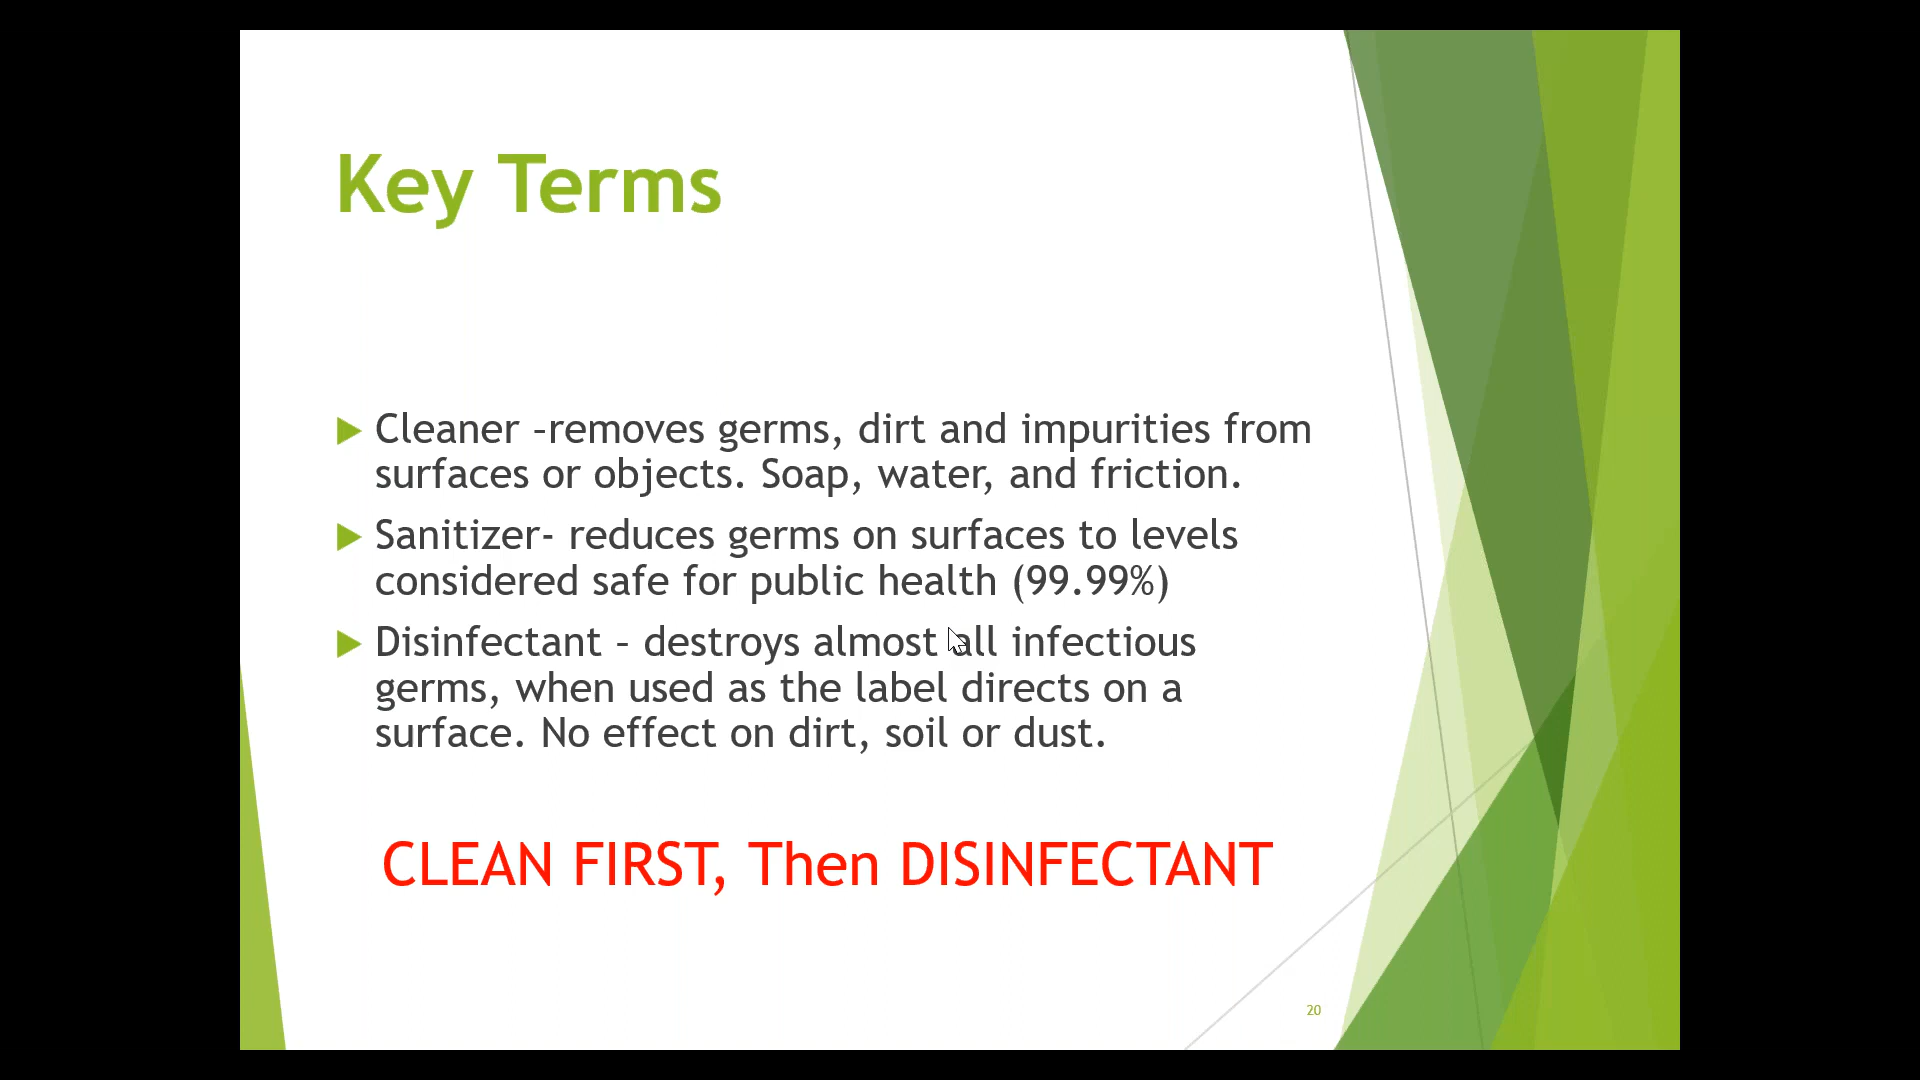 Key Terms
Cleaner –removes germs, dirt and impurities from
surfaces or objects. Soap, water, and friction.
Sanitizer- reduces germs on surfaces to levels
considered safe for public health (99.99%)
Disinfectant – destroys almost all infectious
germs, when used as the label directs on a
surface. No effect on dirt, soil or dust.
CLEAN FIRST, Then DISINFECTANT
20